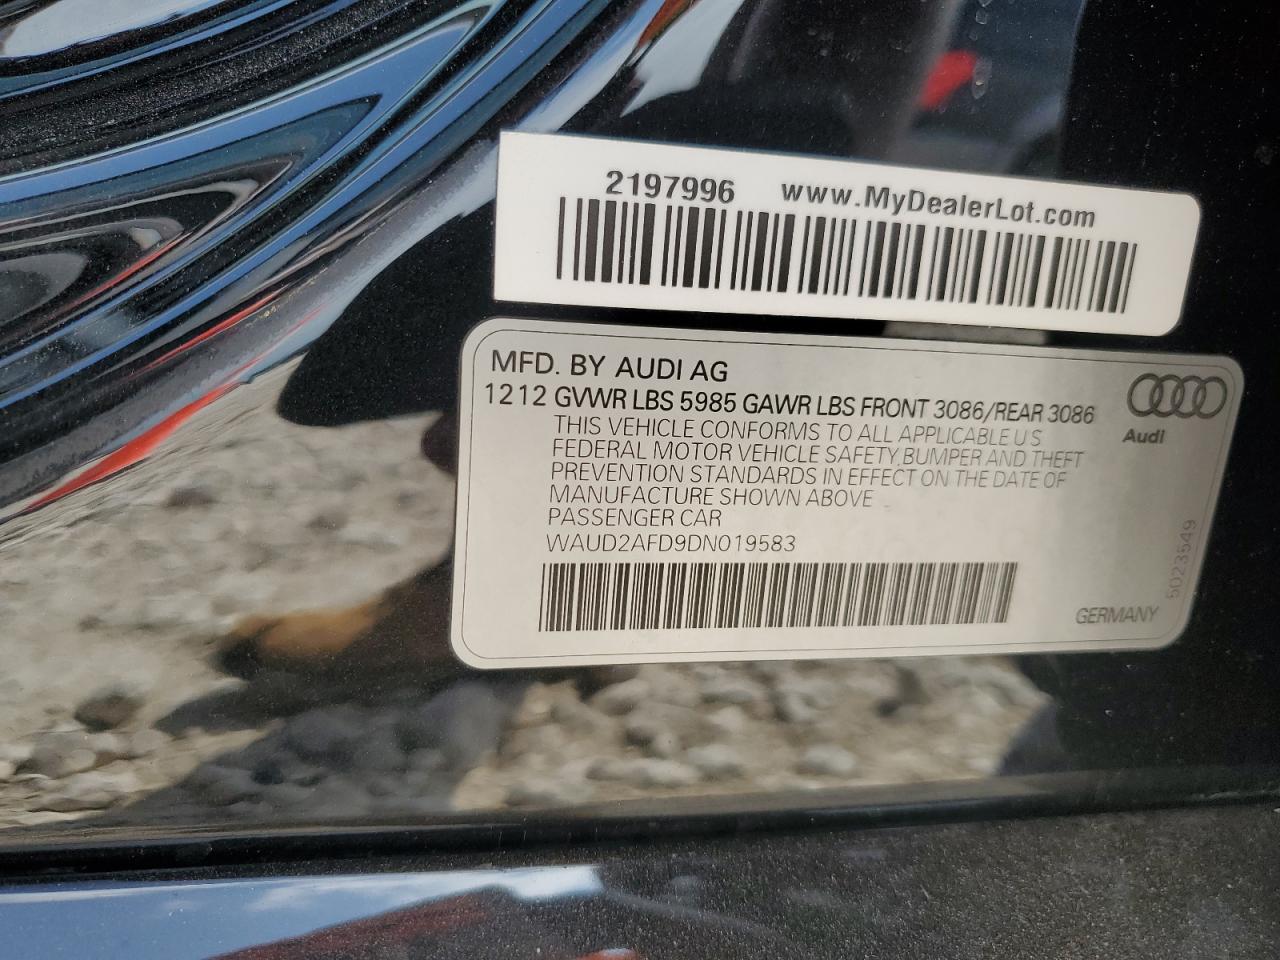 2197996 www.MyDealerLot.com
MFD. BY AUDI AG
1212 GVWR LBS 5985 GAWR LBS FRONT 3086/REAR 3086
THIS VEHICLE CONFORMS TO ALL APPLICABLE U S
FEDERAL MOTOR VEHICLE SAFETY, BUMPER AND THEFT
PREVENTION STANDARDS IN EFFECT ON THE DATE OF
MANUFACTURE SHOWN ABOVE
PASSENGER CAR
WAUD2AFD9DN019583
Audi
5023549
GERMANY